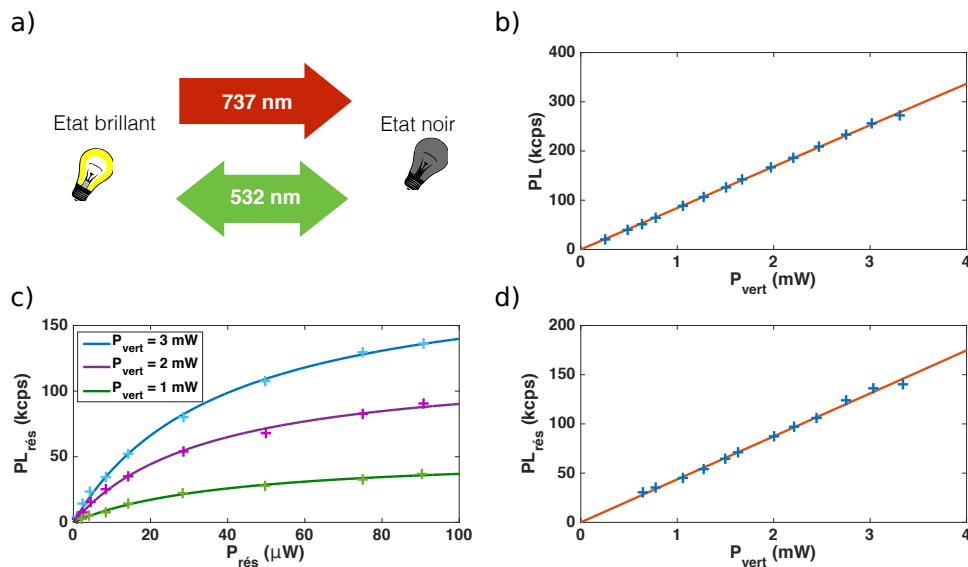 a)
737 nm
Etat brillant
Etat noir
532 nm
b)
400
300
200
100
0
PL (kcps)
0 1 2 3 4
P_vert (mW)
c)
150
100
50
0
PL_rés (kcps)
P_vert = 3 mW
P_vert = 2 mW
P_vert = 1 mW
0 20 40 60 80 100
P_rés (µW)
d)
200
150
100
50
0
PL_rés (kcps)
0 1 2 3 4
P_vert (mW)